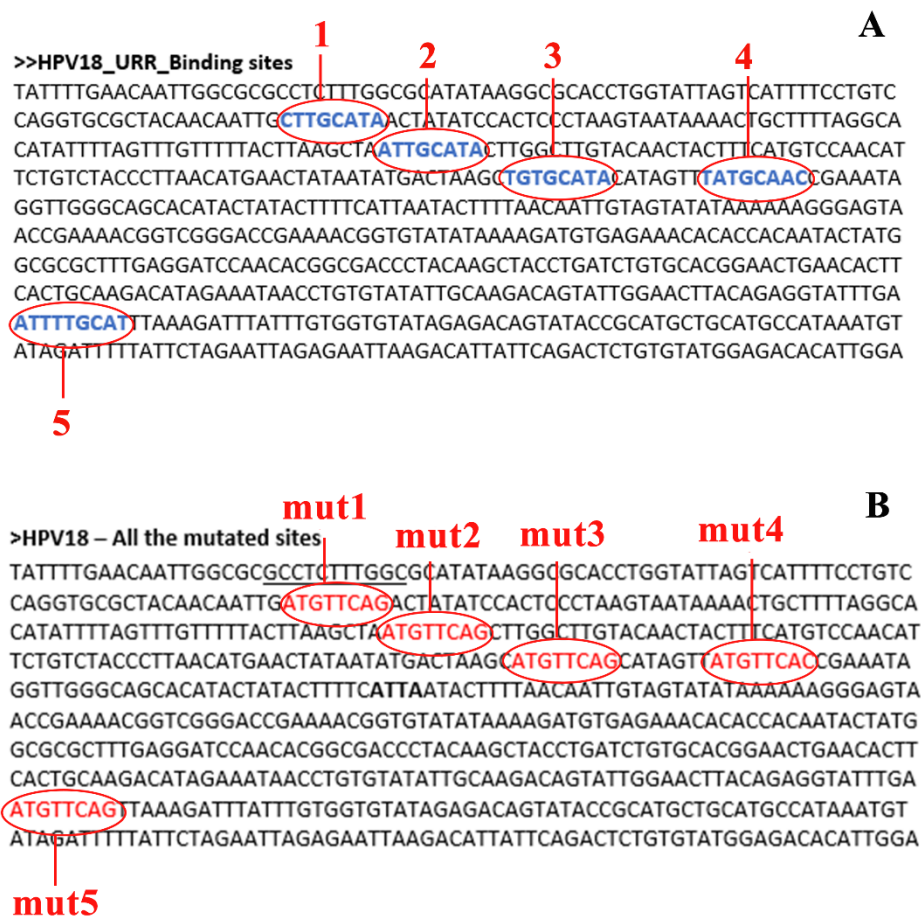 A
1
2
3
4
>>HPV18_URR_Binding sites
TATTTTGAACAATTGGCGCGCCTCTTTGGCGCATATAAGGCGCACCTGGTATTAGTCATTTTCCTGTC
CAGGTGCGCTACAACAATTGCTTGCATAACTATATCCACTCCCTAAGTAATAAAACTGCTTTTAGGCA
CATATTTTAGTTTGTTTTTACTTAAGCTAATTGCATACTTGGCTTGTACAACTACTTTCATGTCCAACAT
TCTGTCTACCCTTAACATGAACTATAATATGACTAAGCTGTGCATACATAGTTTATGCAACCGAAATA
GGTTGGGCAGCACATACTATACTTTTCATTAATACTTTTAACAATTGTAGTATATAAAAAAGGGAGTA
ACCGAAAACGGTCGGGACCGAAAACGGTGTATATAAAAGATGTGAGAAACACACCACAATACTATG
GCGCGCTTTGAGGATCCAACACGGCGACCCTACAAGCTACCTGATCTGTGCACGGAACTGAACACTT
CACTGCAAGACATAGAAATAACCTGTGTATATTGCAAGACAGTATTGGAACTTACAGAGGTATTTGA
ATTTTGCATTTAAAGATTTATTTGTGGTGTATAGAGACAGTATACCGCATGCTGCATGCCATAAATGT
ATAGATTTTTATTCTAGAATTAGAGAATTAAGACATTATTCAGACTCTGTGTATGGAGACACATTGGA
5
B
mut1
mut2
mut3
mut4
>HPV18 – All the mutated sites
TATTTTGAACAATTGGCGCGCCTCTTTGGCGCATATAAGGCGCACCTGGTATTAGTCATTTTCCTGTC
CAGGTGCGCTACAACAATTGATGTTCAGACTATATCCACTCCCTAAGTAATAAAACTGCTTTTAGGCA
CATATTTTAGTTTGTTTTTACTTAAGCTAATGTTCAGCTTGGCTTGTACAACTACTTTCATGTCCAACAT
TCTGTCTACCCTTAACATGAACTATAATATGACTAAGCATGTTCAGCATAGTTATGTTCACCGAAATA
GGTTGGGCAGCACATACTATACTTTTCATTAATACTTTTAACAATTGTAGTATATAAAAAAGGGAGTA
ACCGAAAACGGTCGGGACCGAAAACGGTGTATATAAAAGATGTGAGAAACACACCACAATACTATG
GCGCGCTTTGAGGATCCAACACGGCGACCCTACAAGCTACCTGATCTGTGCACGGAACTGAACACTT
CACTGCAAGACATAGAAATAACCTGTGTATATTGCAAGACAGTATTGGAACTTACAGAGGTATTTGA
ATGTTCAGTTAAAGATTTATTTGTGGTGTATAGAGACAGTATACCGCATGCTGCATGCCATAAATGT
ATAGATTTTTATTCTAGAATTAGAGAATTAAGACATTATTCAGACTCTGTGTATGGAGACACATTGGA
mut5